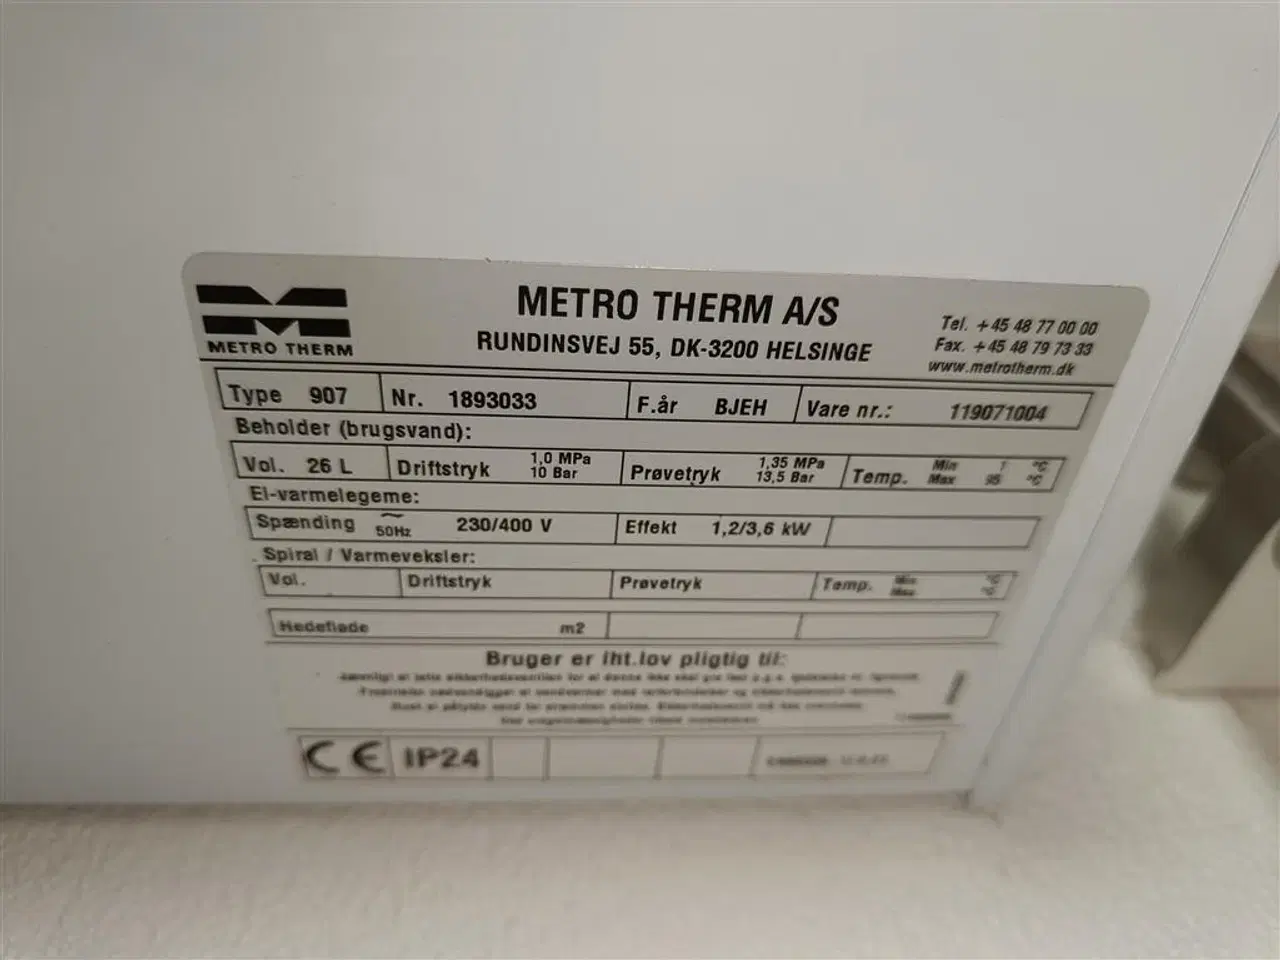 METRO THERM
METRO THERM A/S
RUNDINSVEJ 55, DK-3200 HELSINGE
Tel. +45 48 77 00 00
Fax. +45 48 79 73 33
www.metrotherm.dk
Type 907 Nr. 1893033 F.år BJEH Vare nr.: 119071004
Beholder (brugsvand):
Vol. 26 L Driftstryk 1,0 MPa 10 Bar Prøvetryk 1,35 MPa 13,5 Bar Temp. Min 1 °C Max 95 °C
El-varmelegeme:
Spænding ~ 50Hz 230/400 V Effekt 1,2/3,6 kW
Spiral / Varmeveksler:
Vol. Driftstryk Prøvetryk Temp. Min °C Max °C
Hedeflade m2
Bruger er iht.lov pligtig til:
CE IP24